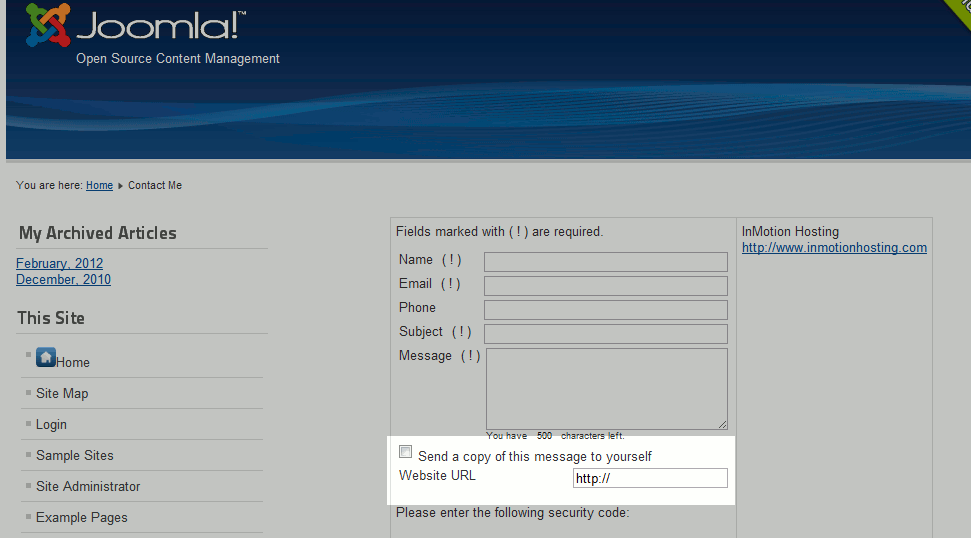 Joomla!™
Open Source Content Management
You are here: Home Contact Me
My Archived Articles
February, 2012
December, 2010
This Site
Home
Site Map
Login
Sample Sites
Site Administrator
Example Pages
Fields marked with ( ! ) are required.
Name ( ! )
Email ( ! )
Phone
Subject ( ! )
Message ( ! )
You have 500 characters left.
Send a copy of this message to yourself
Website URL http://
Please enter the following security code:
InMotion Hosting
http://www.inmotionhosting.com